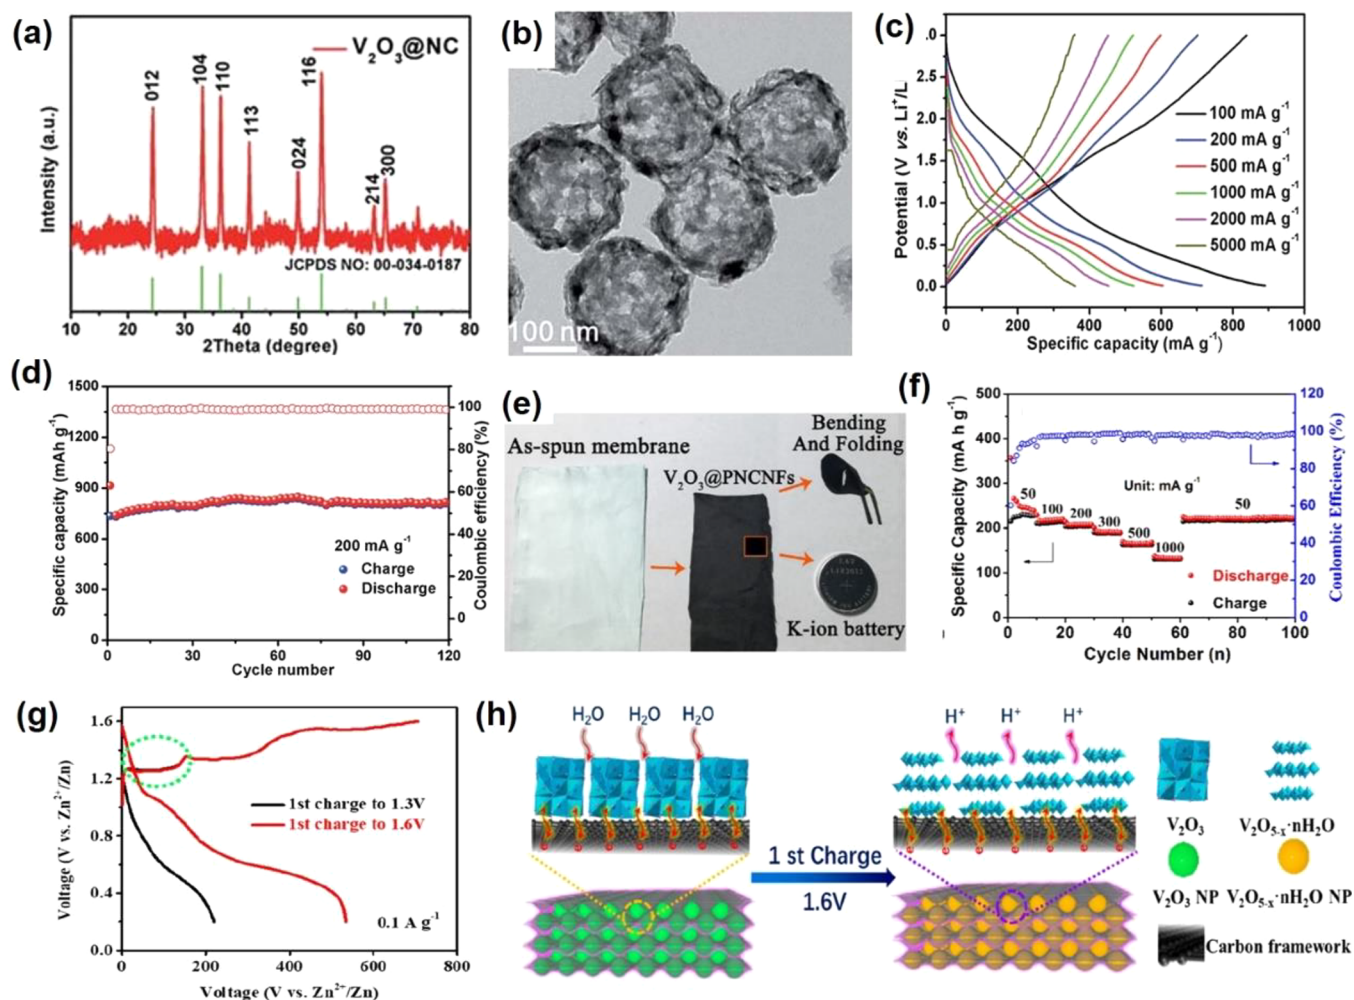 (a)
V₂O₃@NC
012
104
110
113
024
116
214
300
JCPDS NO: 00-034-0187
Intensity (a.u.)
10 20 30 40 50 60 70 80
2Theta (degree)
(b)
100 nm
(c)
Potential (V vs. Li⁺/L
.0
2.5
2.0
1.5
1.0
0.5
0.0
100 mA g⁻¹
200 mA g⁻¹
500 mA g⁻¹
1000 mA g⁻¹
2000 mA g⁻¹
5000 mA g⁻¹
0 200 400 600 800 1000
Specific capacity (mA g⁻¹)
(d)
Specific capacity (mAh g⁻¹)
1500
1200
900
600
300
0
200 mA g⁻¹
Charge
Discharge
100
80
60
40
20
0
Coulombic efficiency (%)
0 30 60 90 120
Cycle number
(e)
As-spun membrane
V₂O₃@PNCNFs
Bending
And Folding
K-ion battery
(f)
Specific Capacity (mA h g⁻¹)
500
400
300
200
100
0
50
100
200
300
500
1000
50
Unit: mA g⁻¹
Discharge
Charge
120
100
80
60
40
20
0
Coulombic Efficiency (%)
0 20 40 60 80 100
Cycle Number (n)
(g)
Voltage (V vs. Zn²⁺/Zn)
1.6
1.2
0.8
0.4
0.0
1st charge to 1.3V
1st charge to 1.6V
0.1 A g⁻¹
0 200 400 600 800
Voltage (V vs. Zn²⁺/Zn)
(h)
H₂O H₂O H₂O
H⁺ H⁺ H⁺
1 st Charge
1.6V
V₂O₃
V₂O₅₋ₓ·nH₂O
V₂O₃ NP
V₂O₅₋ₓ·nH₂O NP
Carbon framework